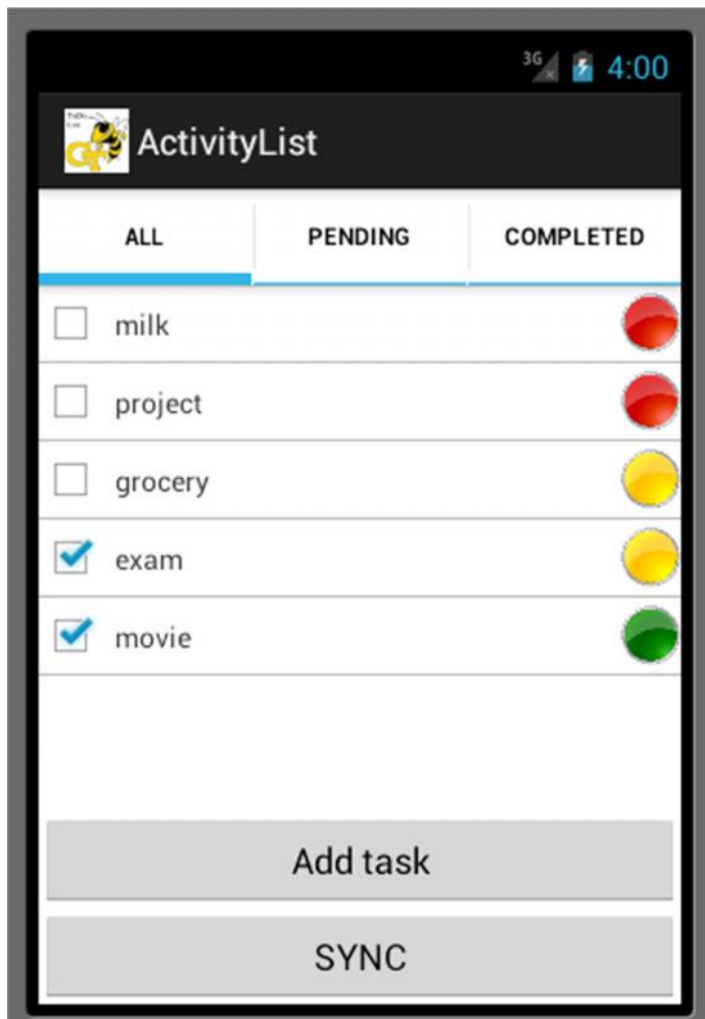 3G 4:00
ActivityList
ALL PENDING COMPLETED
milk
project
grocery
exam
movie
Add task
SYNC